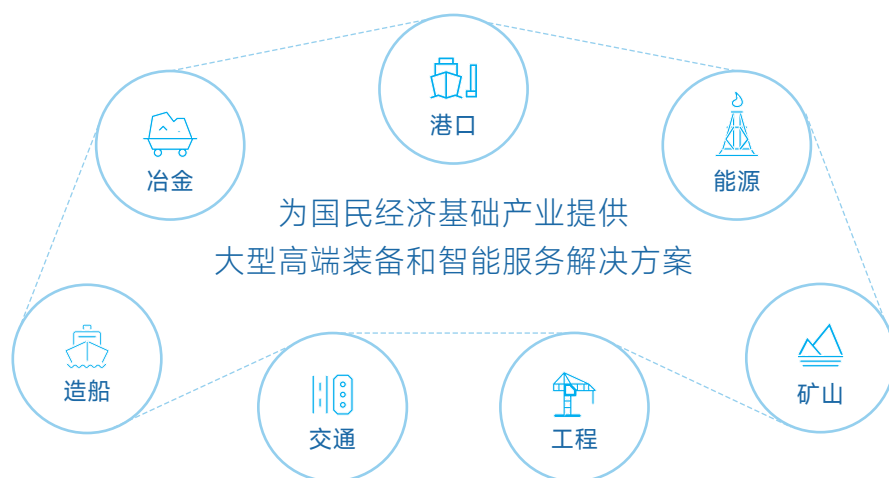 港口
冶金
能源
为国民经济基础产业提供
大型高端装备和智能服务解决方案
造船
矿山
交通
工程